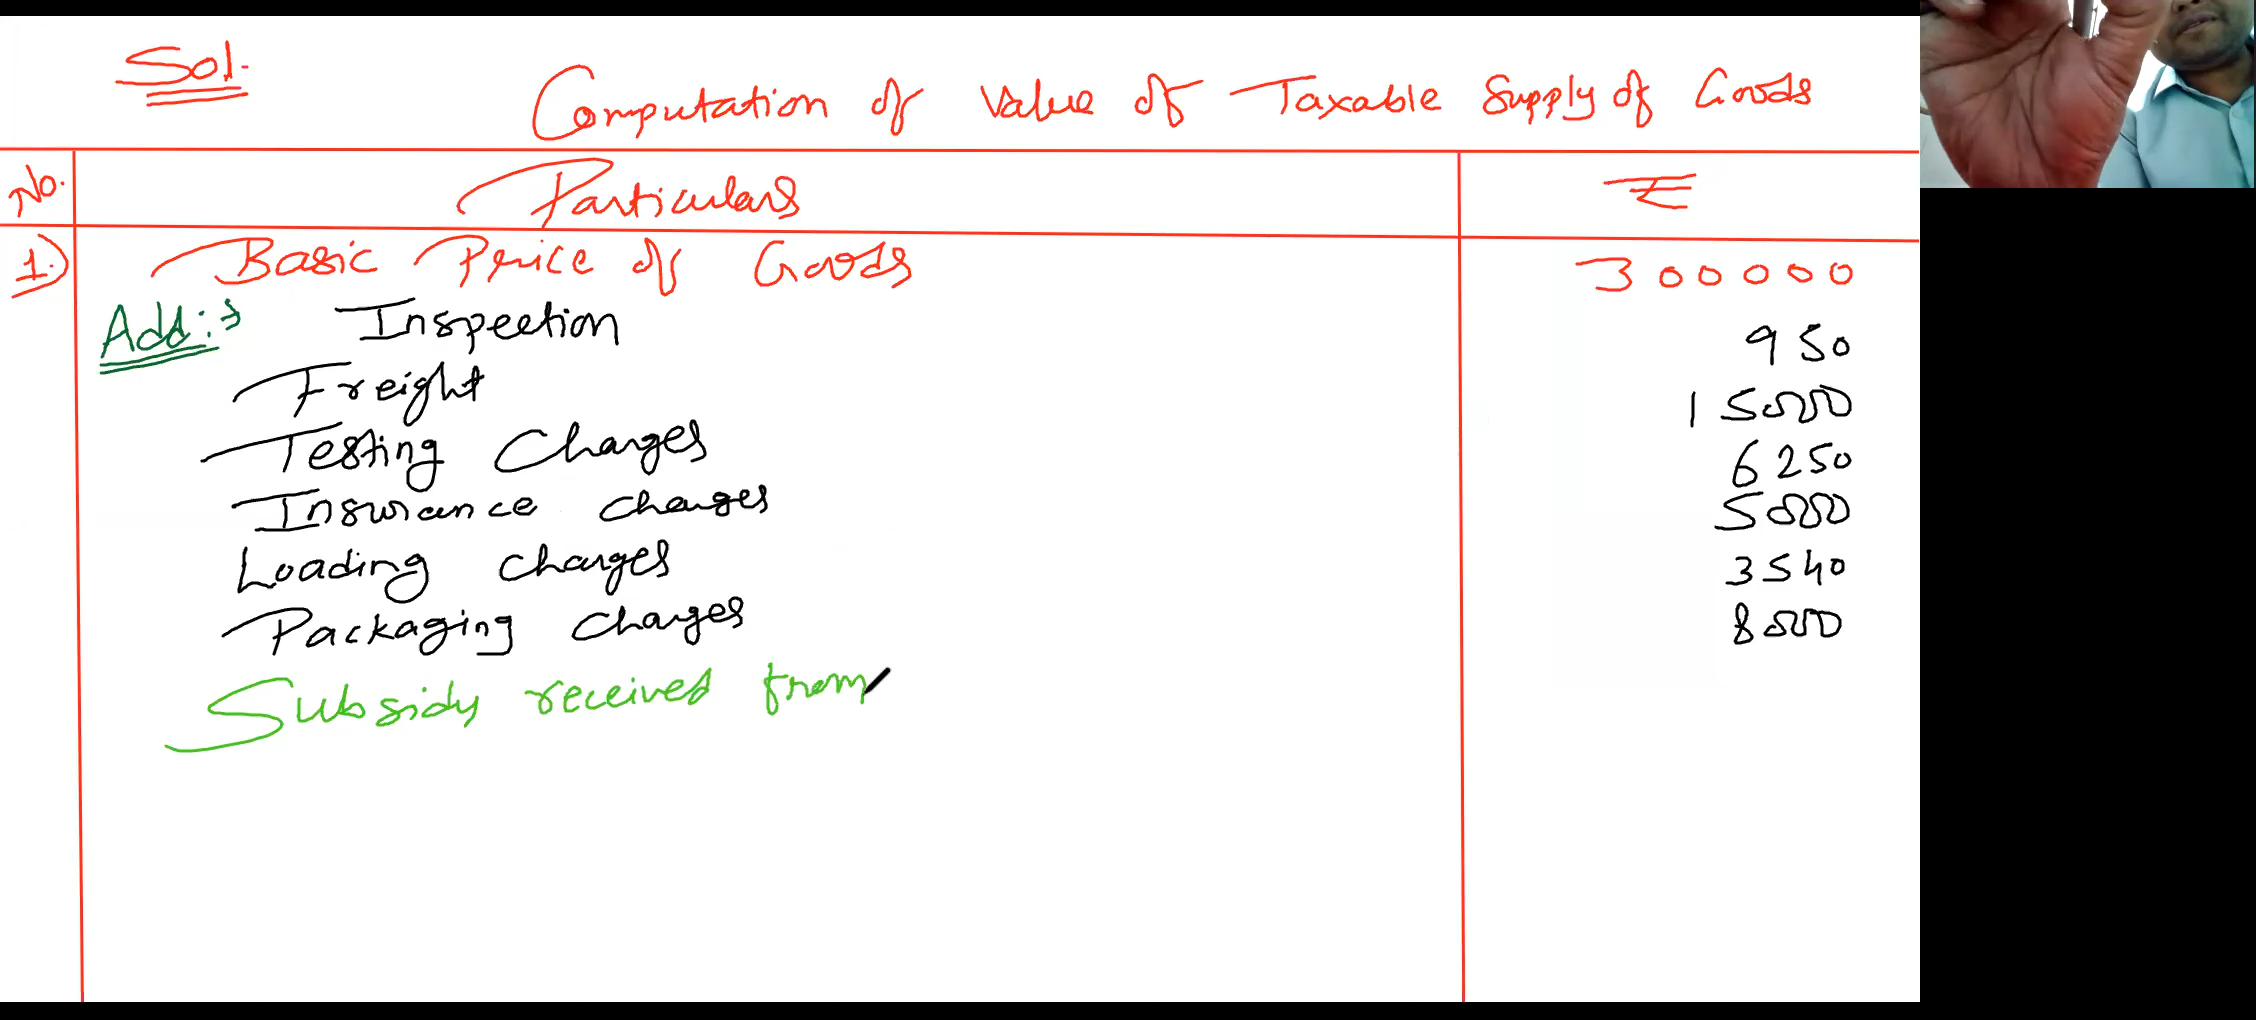 Sol.
Computation of Value of Taxable Supply of Goods
No. Particulars ₹
1.) Basic Price of Goods 300000
Add:→ Inspection 950
Freight 15000
Testing Charges 6250
Insurance charges 5000
Loading charges 3540
Packaging charges 8000
Subsidy received from